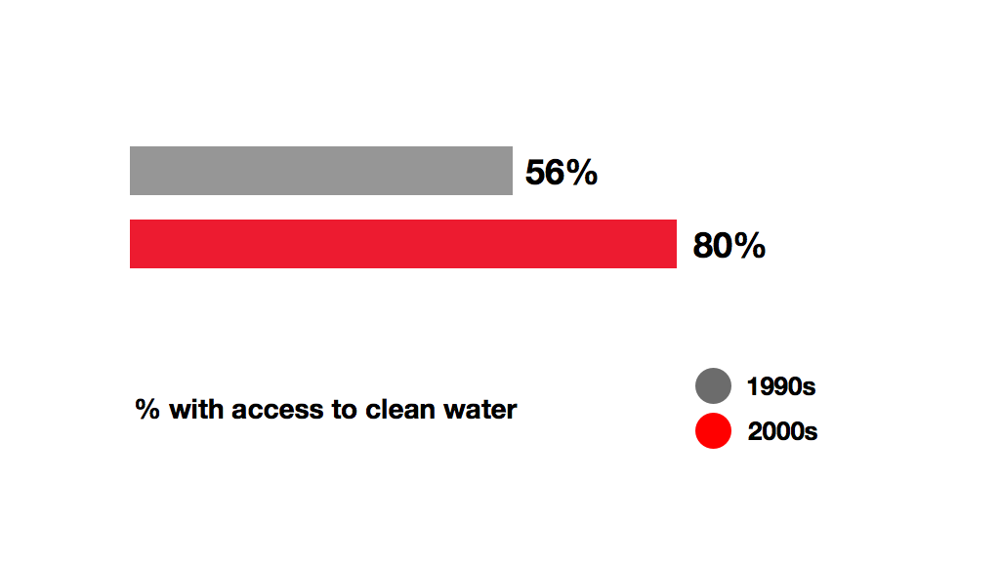 56%
80%
% with access to clean water
1990s
2000s